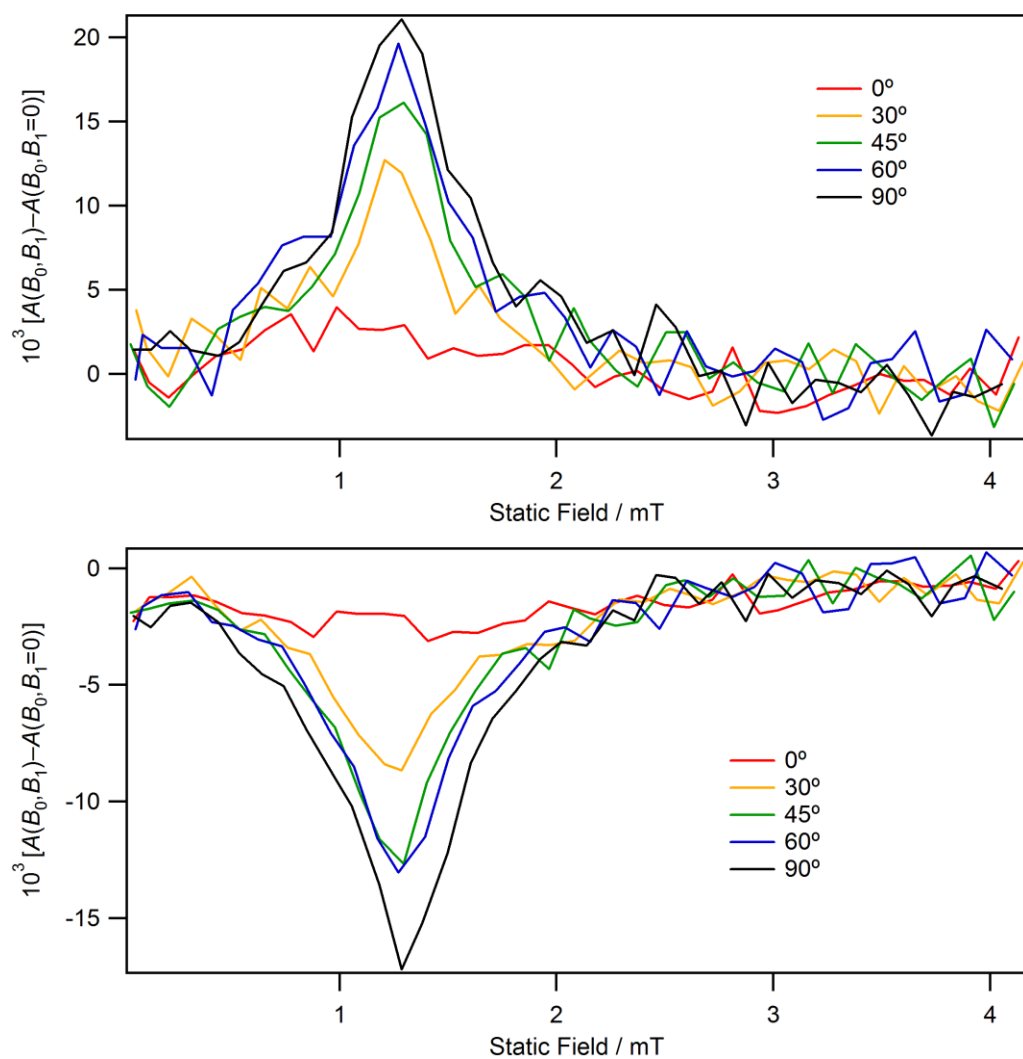 10³ [A(B₀,B₁)−A(B₀,B₁=0)]
20
15
10
5
0
0º
30º
45º
60º
90º
1
2
3
4
Static Field / mT
10³ [A(B₀,B₁)−A(B₀,B₁=0)]
0
-5
-10
-15
0º
30º
45º
60º
90º
1
2
3
4
Static Field / mT